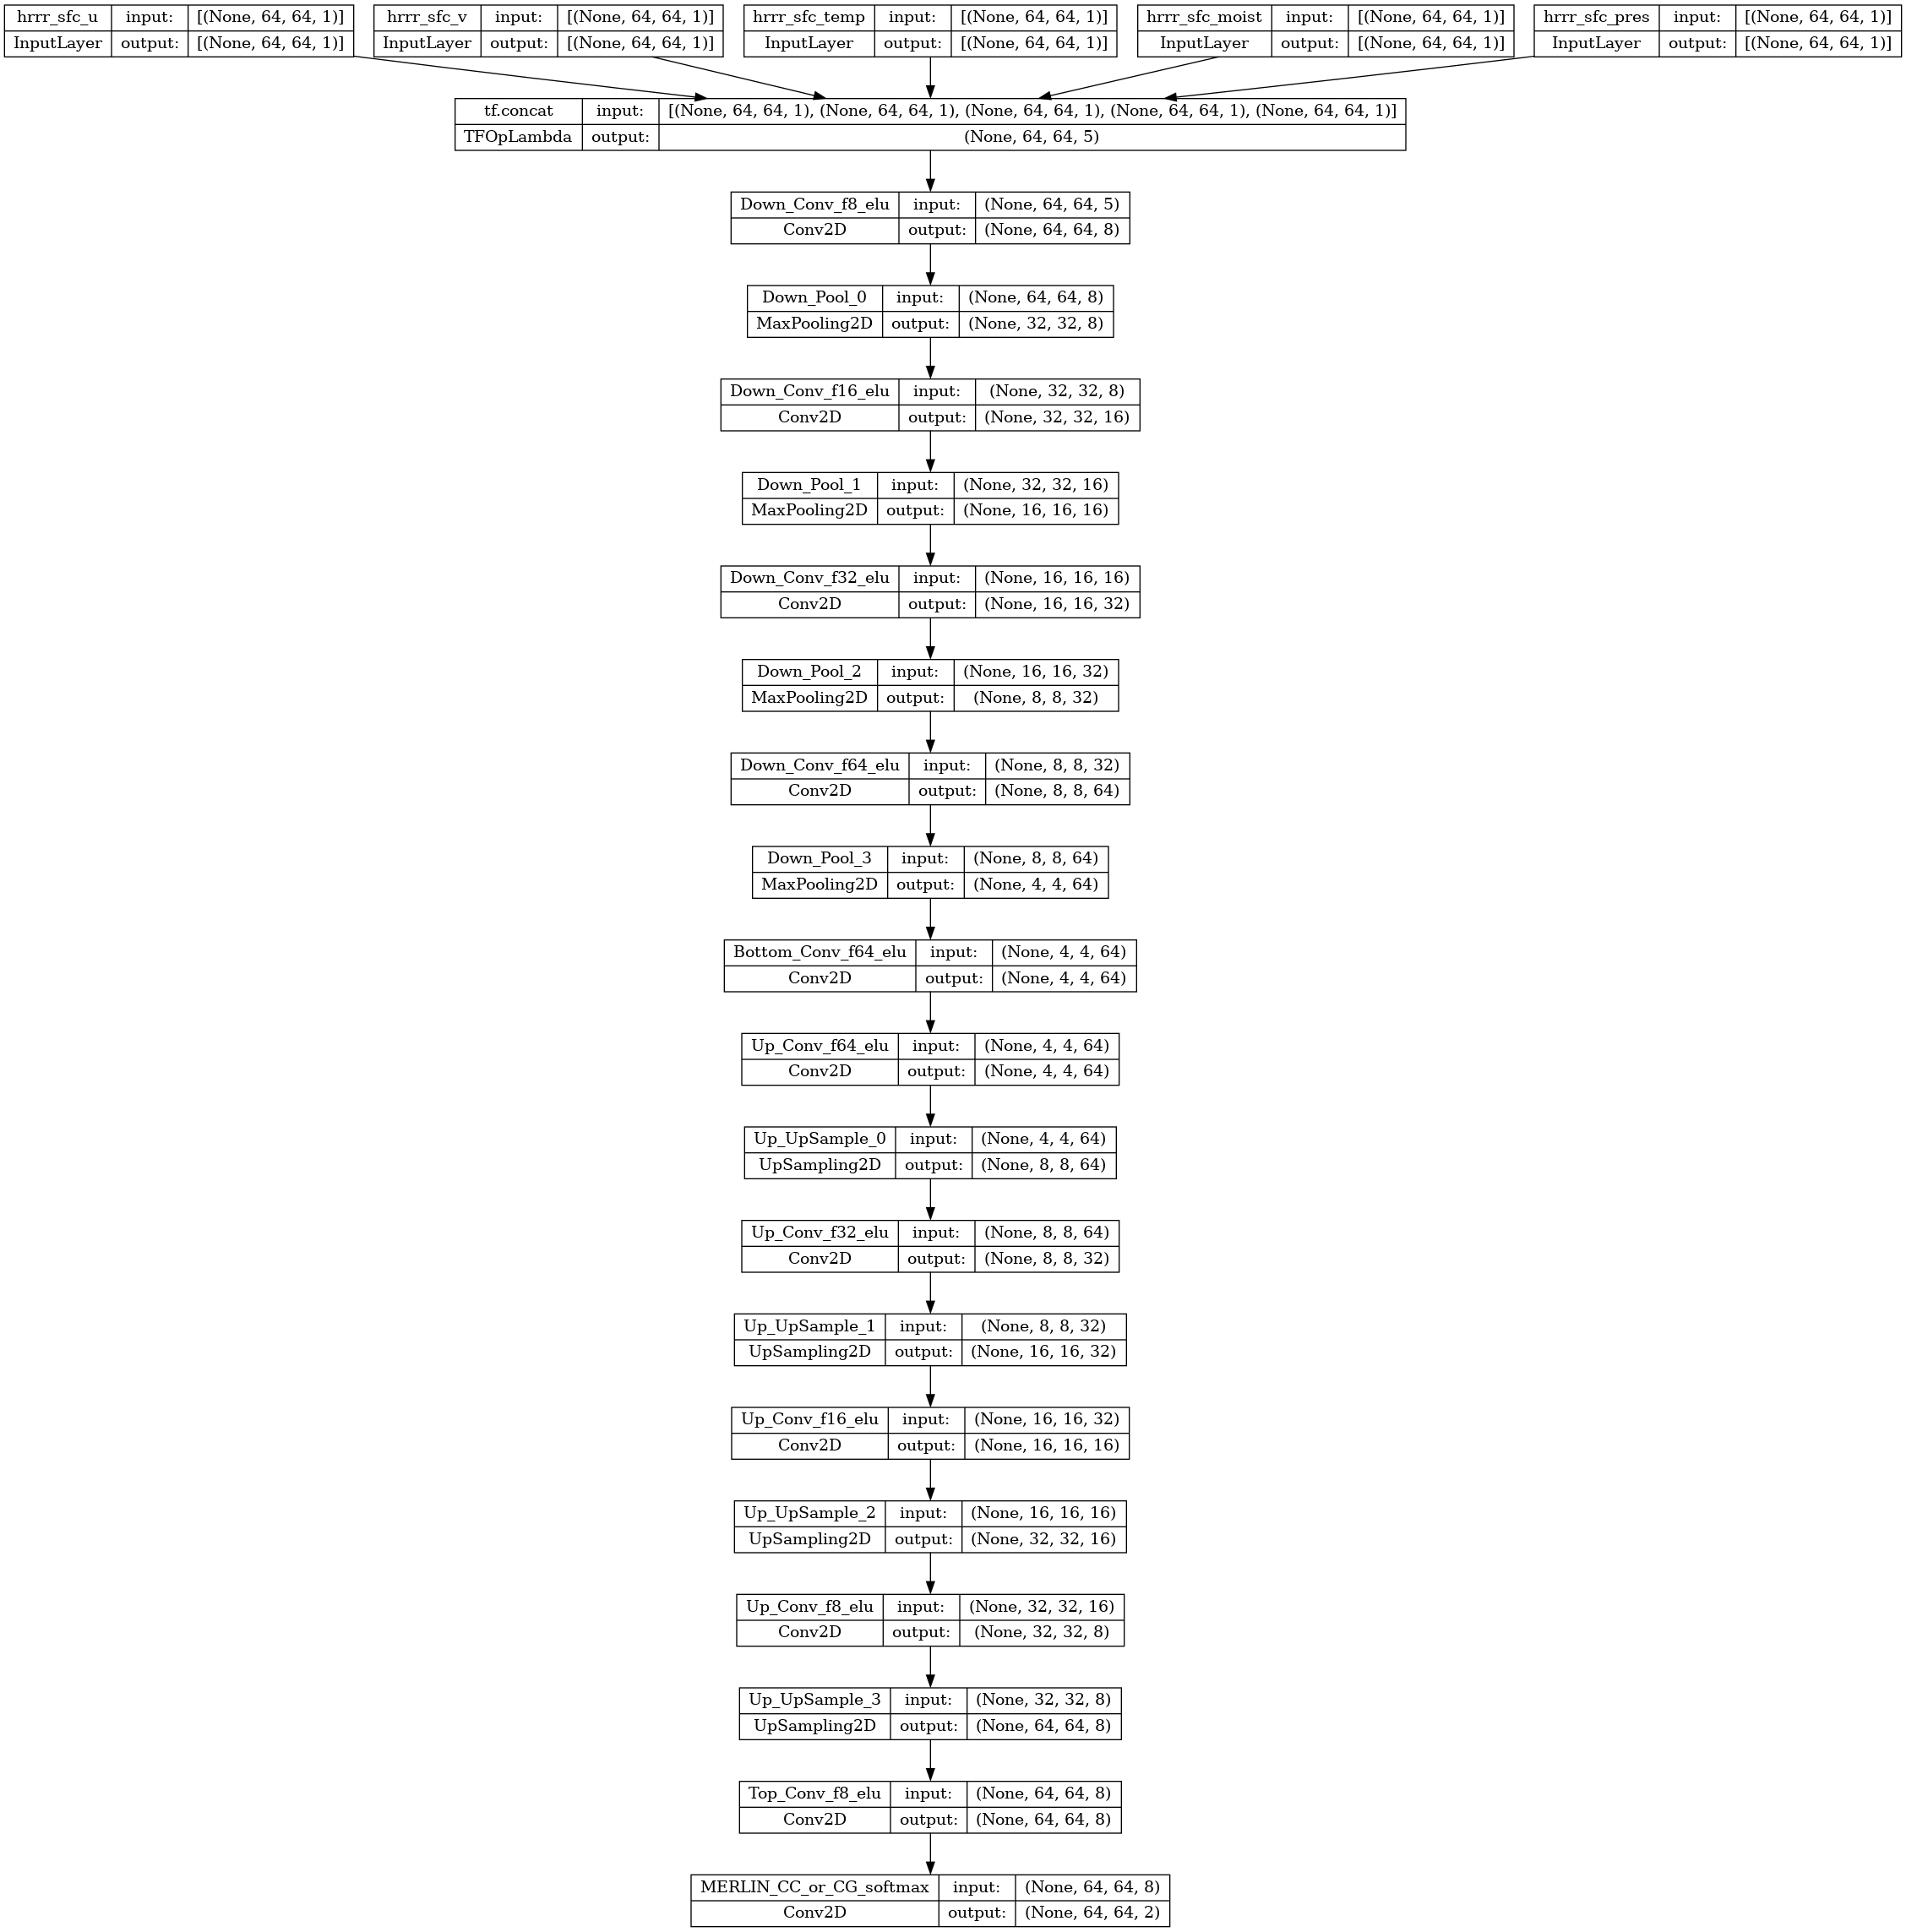 hrrr_sfc_u input: [(None, 64, 64, 1)]
InputLayer output: [(None, 64, 64, 1)]
hrrr_sfc_v input: [(None, 64, 64, 1)]
InputLayer output: [(None, 64, 64, 1)]
hrrr_sfc_temp input: [(None, 64, 64, 1)]
InputLayer output: [(None, 64, 64, 1)]
hrrr_sfc_moist input: [(None, 64, 64, 1)]
InputLayer output: [(None, 64, 64, 1)]
hrrr_sfc_pres input: [(None, 64, 64, 1)]
InputLayer output: [(None, 64, 64, 1)]
tf.concat input: [(None, 64, 64, 1), (None, 64, 64, 1), (None, 64, 64, 1), (None, 64, 64, 1), (None, 64, 64, 1)]
TFOpLambda output: (None, 64, 64, 5)
Down_Conv_f8_elu input: (None, 64, 64, 5)
Conv2D output: (None, 64, 64, 8)
Down_Pool_0 input: (None, 64, 64, 8)
MaxPooling2D output: (None, 32, 32, 8)
Down_Conv_f16_elu input: (None, 32, 32, 8)
Conv2D output: (None, 32, 32, 16)
Down_Pool_1 input: (None, 32, 32, 16)
MaxPooling2D output: (None, 16, 16, 16)
Down_Conv_f32_elu input: (None, 16, 16, 16)
Conv2D output: (None, 16, 16, 32)
Down_Pool_2 input: (None, 16, 16, 32)
MaxPooling2D output: (None, 8, 8, 32)
Down_Conv_f64_elu input: (None, 8, 8, 32)
Conv2D output: (None, 8, 8, 64)
Down_Pool_3 input: (None, 8, 8, 64)
MaxPooling2D output: (None, 4, 4, 64)
Bottom_Conv_f64_elu input: (None, 4, 4, 64)
Conv2D output: (None, 4, 4, 64)
Up_Conv_f64_elu input: (None, 4, 4, 64)
Conv2D output: (None, 4, 4, 64)
Up_UpSample_0 input: (None, 4, 4, 64)
UpSampling2D output: (None, 8, 8, 64)
Up_Conv_f32_elu input: (None, 8, 8, 64)
Conv2D output: (None, 8, 8, 32)
Up_UpSample_1 input: (None, 8, 8, 32)
UpSampling2D output: (None, 16, 16, 32)
Up_Conv_f16_elu input: (None, 16, 16, 32)
Conv2D output: (None, 16, 16, 16)
Up_UpSample_2 input: (None, 16, 16, 16)
UpSampling2D output: (None, 32, 32, 16)
Up_Conv_f8_elu input: (None, 32, 32, 16)
Conv2D output: (None, 32, 32, 8)
Up_UpSample_3 input: (None, 32, 32, 8)
UpSampling2D output: (None, 64, 64, 8)
Top_Conv_f8_elu input: (None, 64, 64, 8)
Conv2D output: (None, 64, 64, 8)
MERLIN_CC_or_CG_softmax input: (None, 64, 64, 8)
Conv2D output: (None, 64, 64, 2)